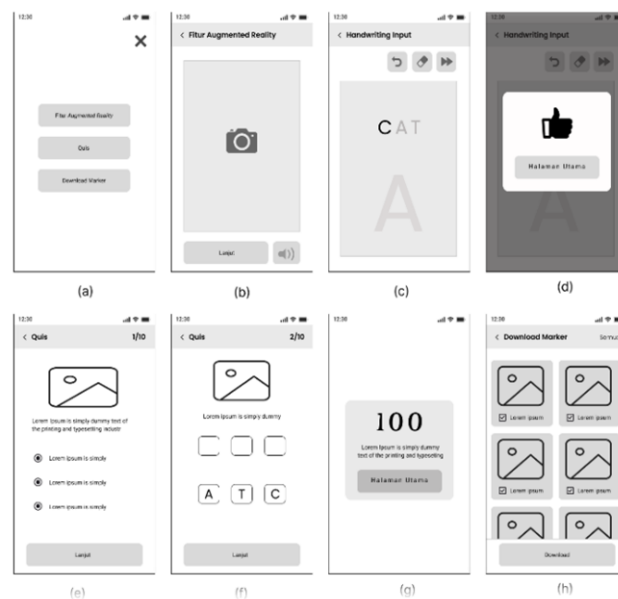 12:30
Fitur Augmented Reality
Quis
Download Marker
(a)
12:30
< Fitur Augmented Reality
Lanjut
(b)
12:30
< Handwriting Input
CAT
A
(c)
12:30
< Handwriting Input
Halaman Utama
A
(d)
12:30
< Quis 1/10
Lorem Ipsum is simply dummy text of
the printing and typesetting industr
Lorem Ipsum is simply
Lorem Ipsum is simply
Lorem Ipsum is simply
Lanjut
(e)
12:30
< Quis 2/10
Lorem Ipsum is simply dummy
A T C
Lanjut
(f)
12:30
100
Lorem Ipsum is simply dummy
text of the printing and typesetting
Halaman Utama
(g)
12:30
< Download Marker Semu
Lorem Ipsum
Lorem Ipsum
Lorem Ipsum
Lorem Ipsum
Download
(h)